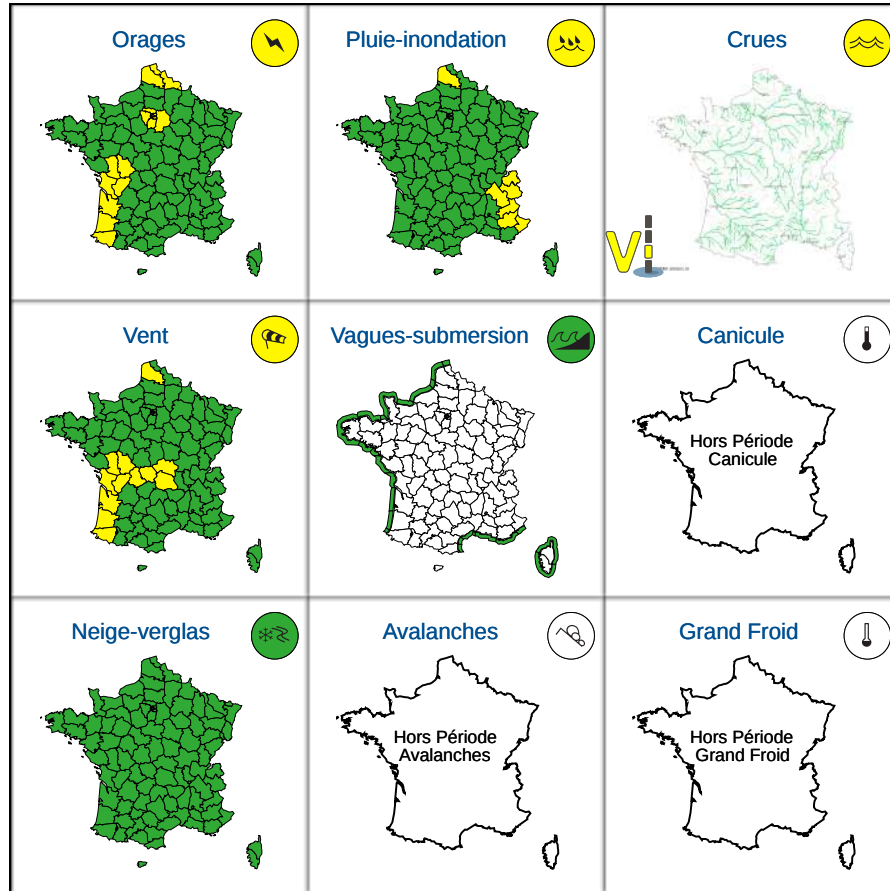 Orages
Pluie-inondation
Crues
Vi
Vent
Vagues-submersion
Canicule
Hors Période
Canicule
Neige-verglas
Avalanches
Hors Période
Avalanches
Grand Froid
Hors Période
Grand Froid